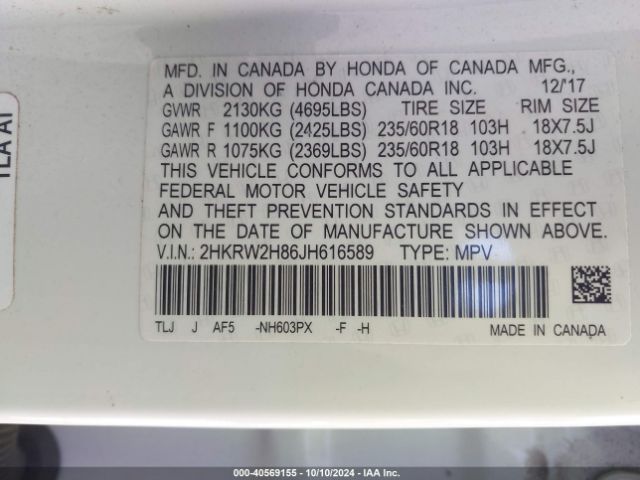 TLA AT
MFD. IN CANADA BY HONDA OF CANADA MFG.,
A DIVISION OF HONDA CANADA INC. 12/'17
GVWR 2130KG (4695LBS) TIRE SIZE RIM SIZE
GAWR F 1100KG (2425LBS) 235/60R18 103H 18X7.5J
GAWR R 1075KG (2369LBS) 235/60R18 103H 18X7.5J
THIS VEHICLE CONFORMS TO ALL APPLICABLE
FEDERAL MOTOR VEHICLE SAFETY
AND THEFT PREVENTION STANDARDS IN EFFECT
ON THE DATE OF MANUFACTURE SHOWN ABOVE.
V.I.N.: 2HKRW2H86JH616589 TYPE: MPV
TLJ J AF5 -NH603PX -F -H
MADE IN CANADA
000-40569155 - 10/10/2024 - IAA Inc.